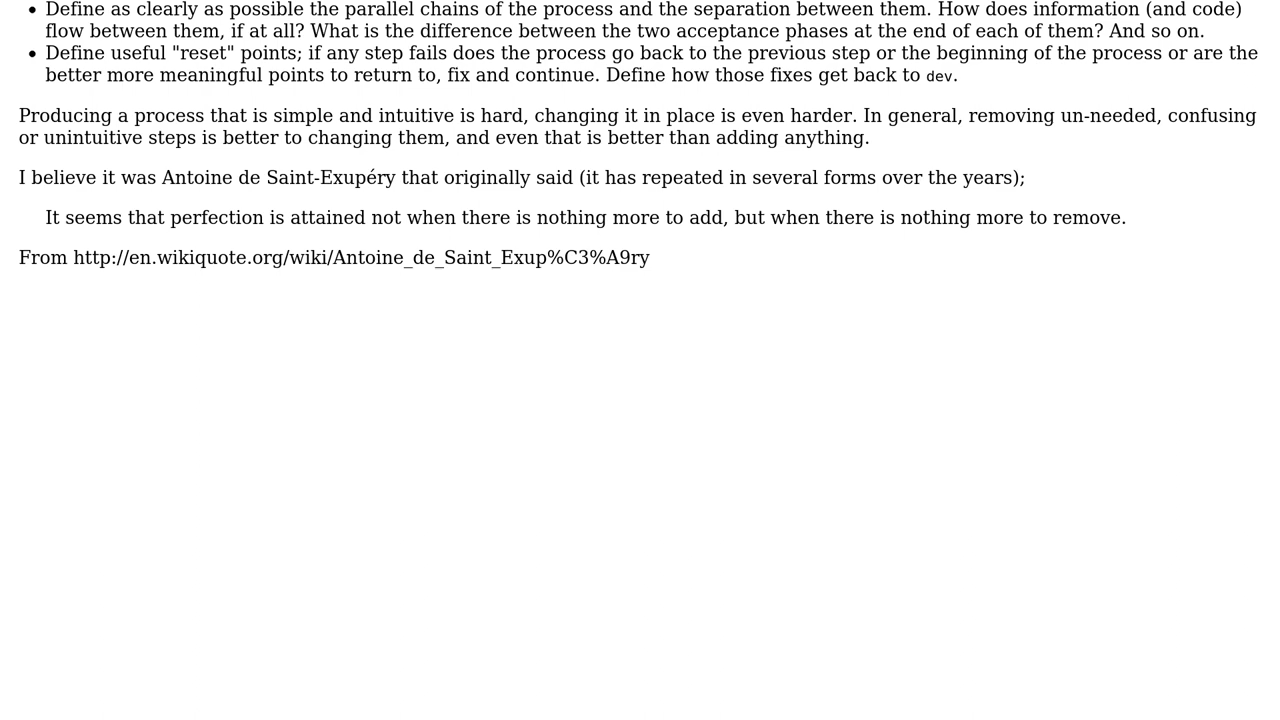 • Define as clearly as possible the parallel chains of the process and the separation between them. How does information (and code)
flow between them, if at all? What is the difference between the two acceptance phases at the end of each of them? And so on.
• Define useful "reset" points; if any step fails does the process go back to the previous step or the beginning of the process or are the
better more meaningful points to return to, fix and continue. Define how those fixes get back to dev.
Producing a process that is simple and intuitive is hard, changing it in place is even harder. In general, removing un-needed, confusing
or unintuitive steps is better to changing them, and even that is better than adding anything.
I believe it was Antoine de Saint-Exupéry that originally said (it has repeated in several forms over the years);
It seems that perfection is attained not when there is nothing more to add, but when there is nothing more to remove.
From http://en.wikiquote.org/wiki/Antoine_de_Saint_Exup%C3%A9ry